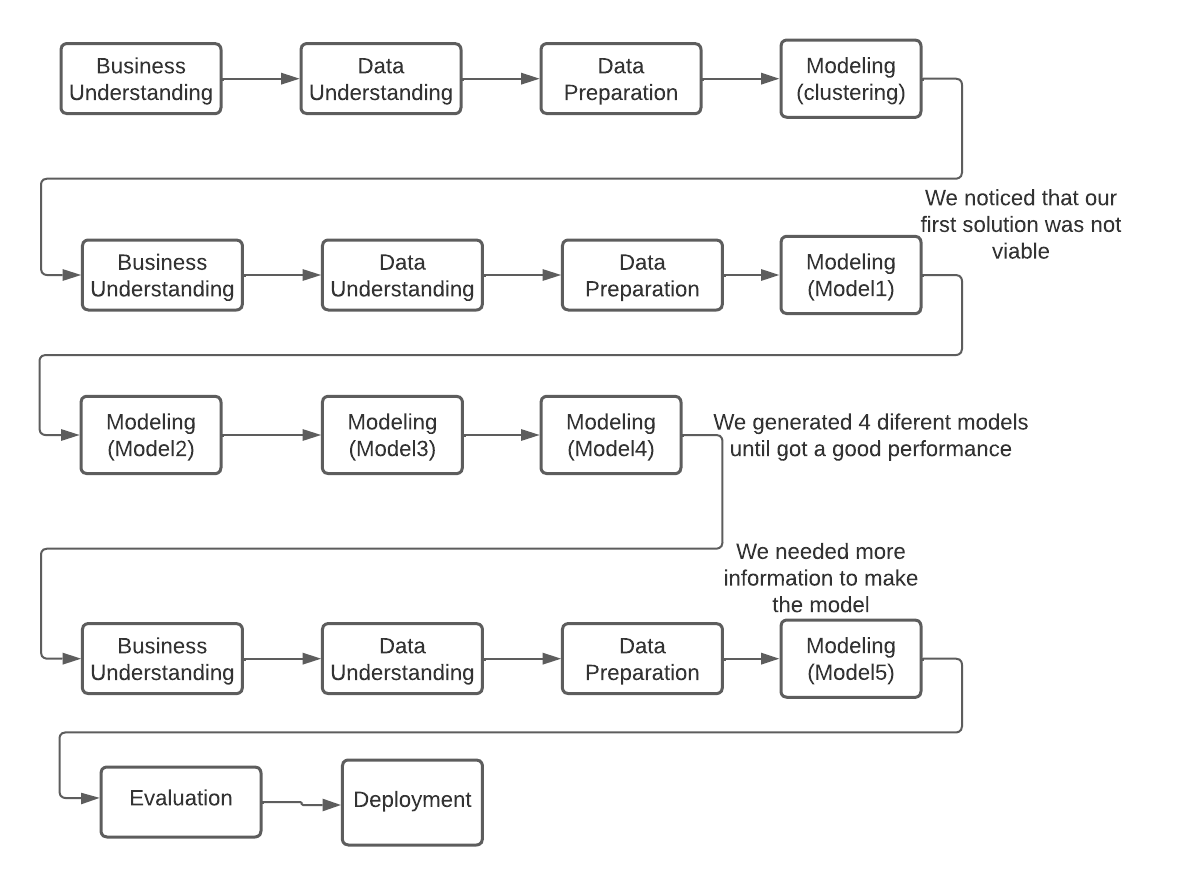 Business
Understanding
Data
Understanding
Data
Preparation
Modeling
(clustering)
We noticed that our
first solution was not
viable
Business
Understanding
Data
Understanding
Data
Preparation
Modeling
(Model1)
Modeling
(Model2)
Modeling
(Model3)
Modeling
(Model4)
We generated 4 diferent models
until got a good performance
We needed more
information to make
the model
Business
Understanding
Data
Understanding
Data
Preparation
Modeling
(Model5)
Evaluation
Deployment